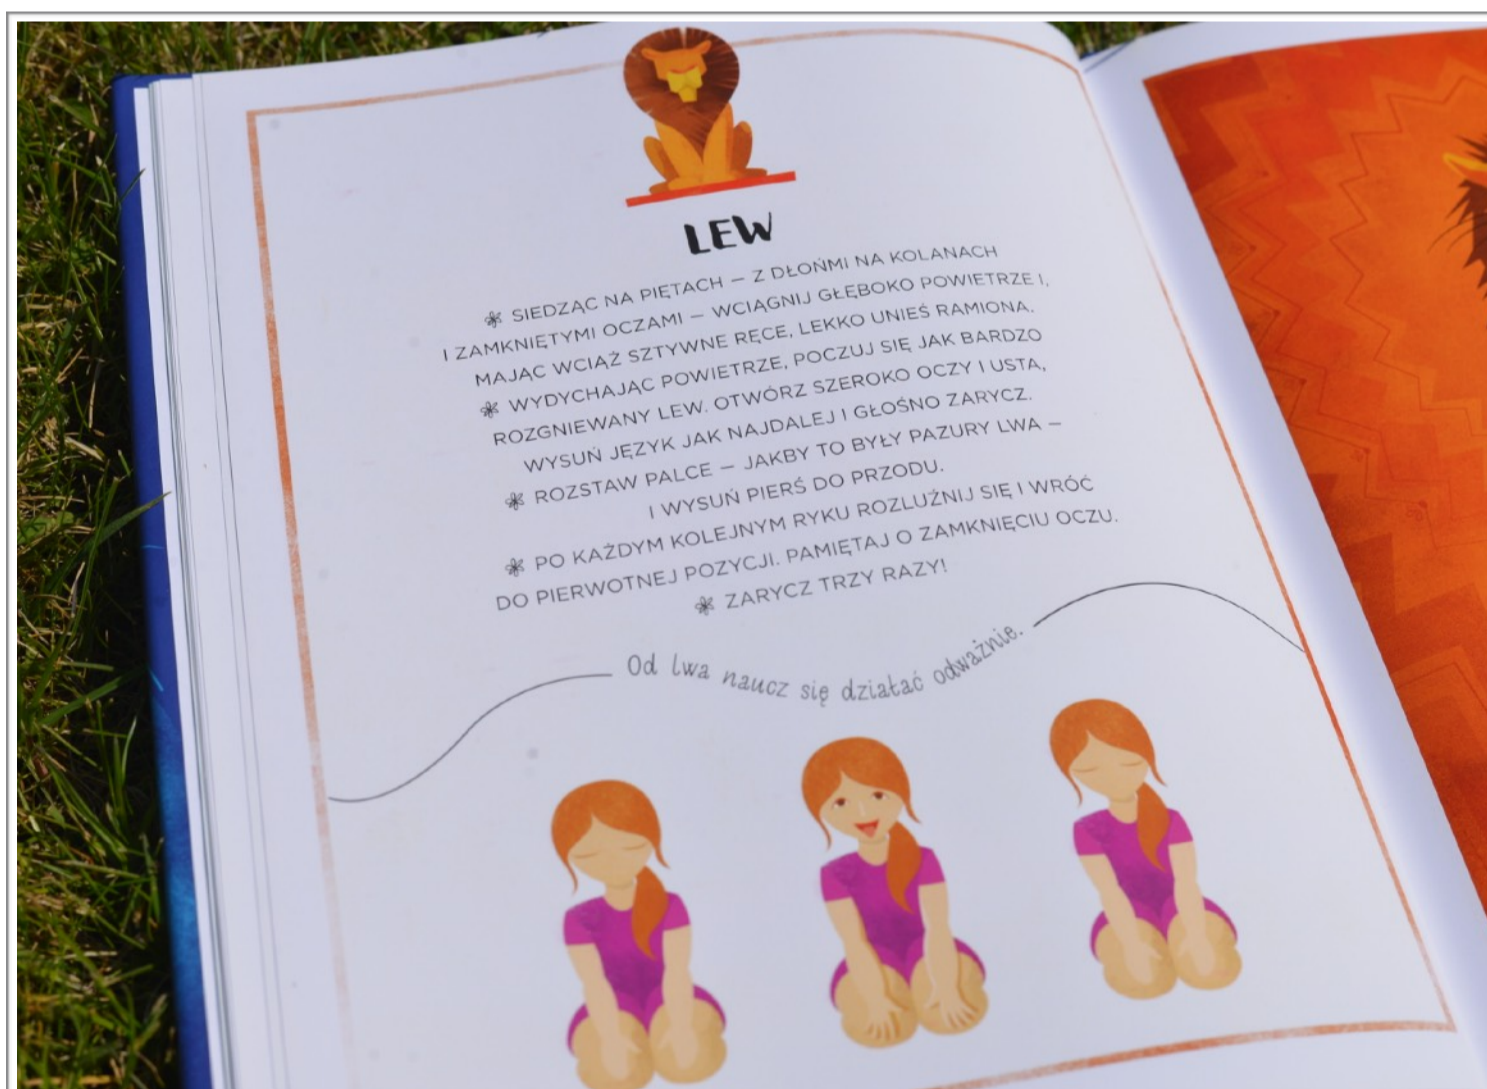 LEW
SIEDZĄC NA PIĘTACH – Z DŁOŃMI NA KOLANACH
I ZAMKNIĘTYMI OCZAMI – WCIĄGNIJ GŁĘBOKO POWIETRZE I,
MAJĄC WCIĄŻ SZTYWNE RĘCE, LEKKO UNIEŚ RAMIONA.
WYDYCHAJĄC POWIETRZE, POCZUJ SIĘ JAK BARDZO
ROZGNIEWANY LEW. OTWÓRZ SZEROKO OCZY I USTA,
WYSUŃ JĘZYK JAK NAJDALEJ I GŁOŚNO ZARYCZ.
ROZSTAW PALCE – JAKBY TO BYŁY PAZURY LWA –
I WYSUŃ PIERŚ DO PRZODU.
PO KAŻDYM KOLEJNYM RYKU ROZLUŹNIJ SIĘ I WRÓĆ
DO PIERWOTNEJ POZYCJI. PAMIĘTAJ O ZAMKNIĘCIU OCZU.
ZARYCZ TRZY RAZY!
Od lwa naucz się działać odważnie.